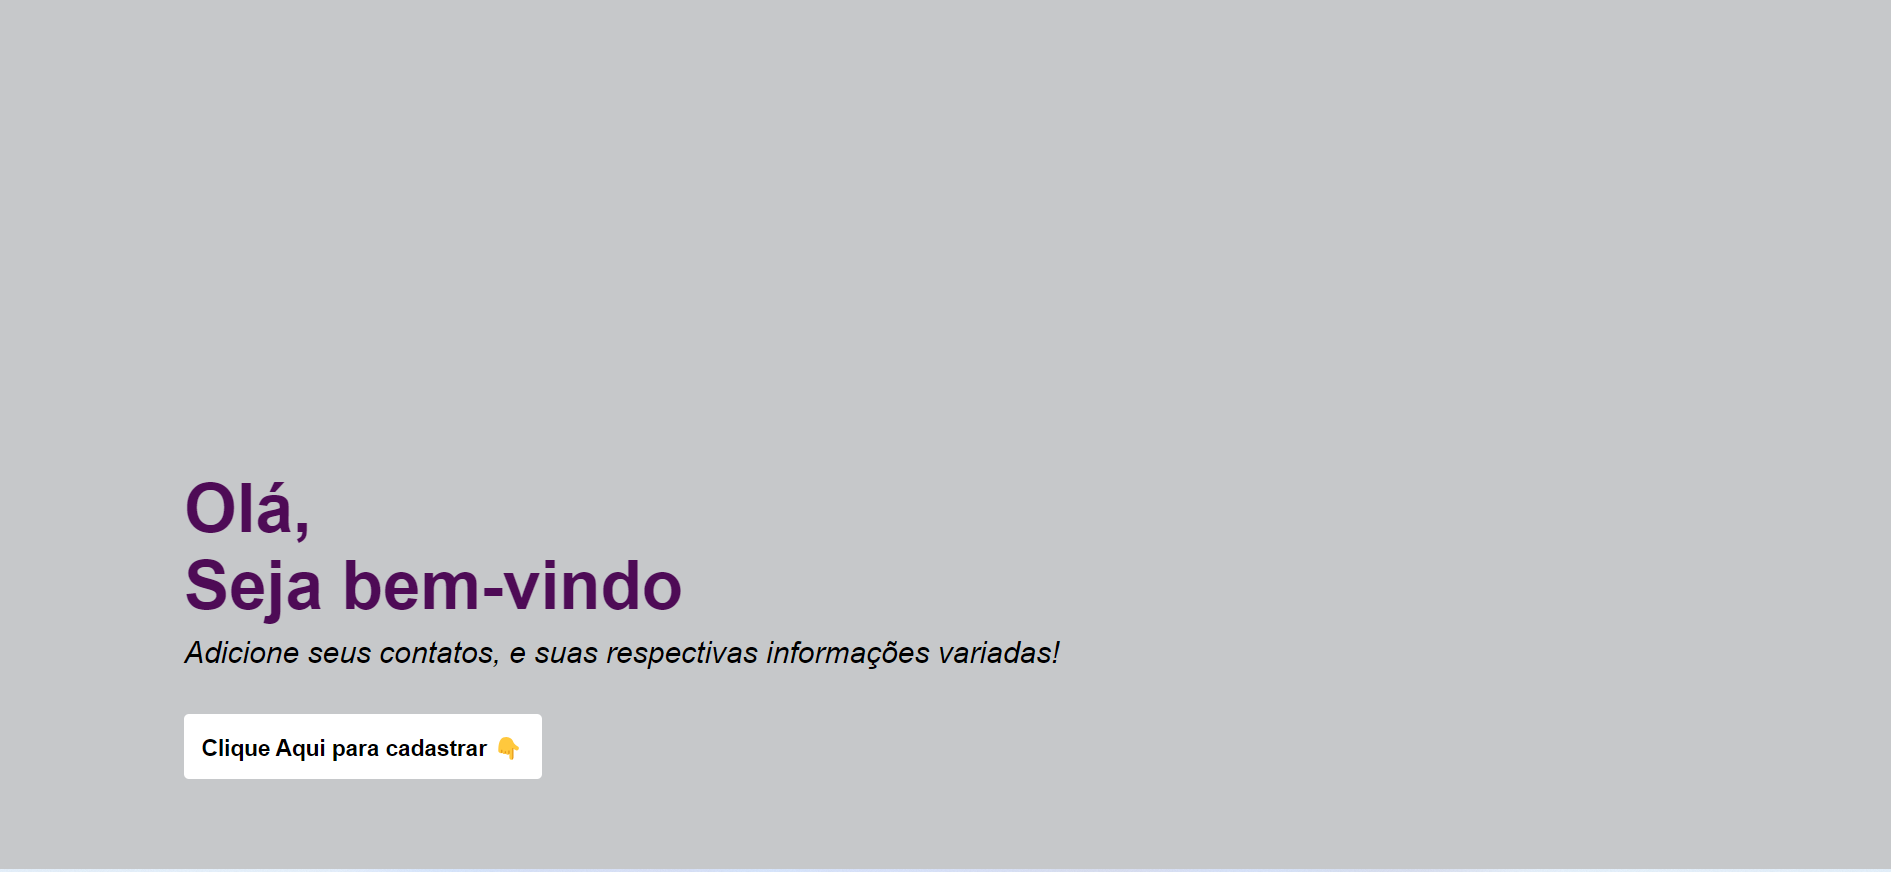 Olá,
Seja bem-vindo
Adicione seus contatos, e suas respectivas informações variadas!
Clique Aqui para cadastrar 👇